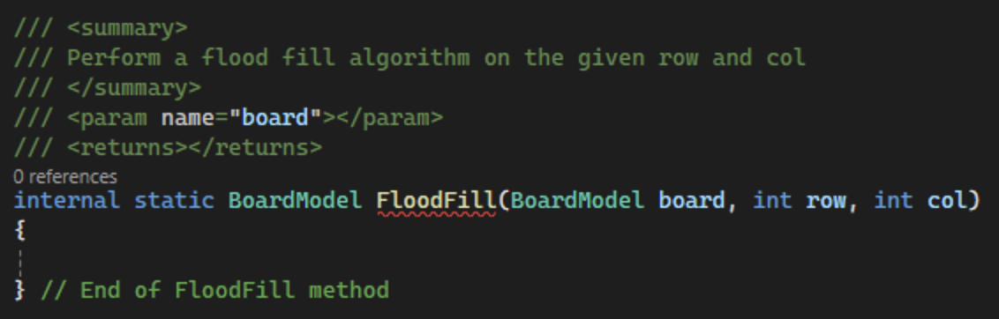 /// <summary>
/// Perform a flood fill algorithm on the given row and col
/// </summary>
/// <param name="board"></param>
/// <returns></returns>
0 references
internal static BoardModel FloodFill(BoardModel board, int row, int col)
{
} // End of FloodFill method